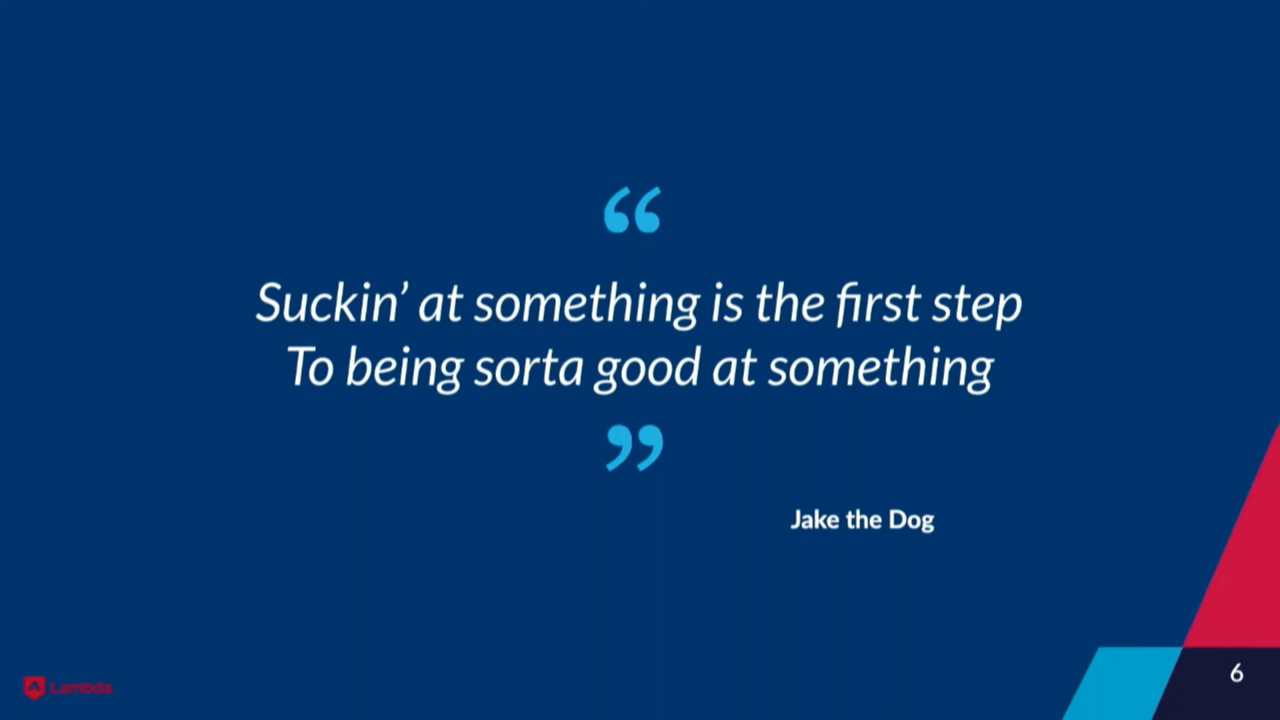 “
Suckin’ at something is the first step
To being sorta good at something
”
Jake the Dog
Lambda
6